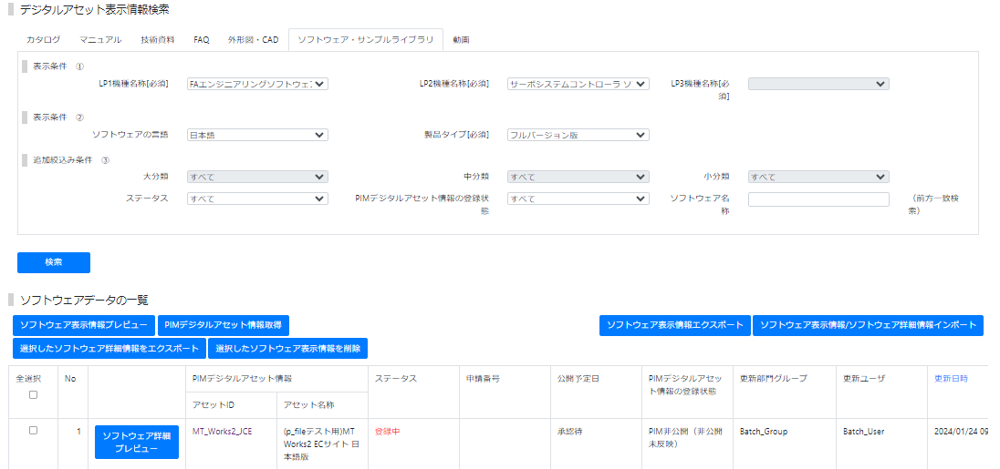 デジタルアセット表示情報検索
カタログ マニュアル 技術資料 FAQ 外形図・CAD ソフトウェア・サンプルライブラリ 動画
表示条件 ①
LP1機種名称[必須] FAエンジニアリングソフトウェア LP2機種名称[必須] サーボシステムコントローラ ソ LP3機種名称[必
須]
表示条件 ②
ソフトウェアの言語 日本語 製品タイプ[必須] フルバージョン版
追加絞込み条件 ③
大分類 すべて 中分類 すべて 小分類 すべて
ステータス すべて PIMデジタルアセット情報の登録状 すべて ソフトウェア名 （前方一致検
態 称 索）
検索
ソフトウェアデータの一覧
ソフトウェア表示情報プレビュー PIMデジタルアセット情報取得 ソフトウェア表示情報エクスポート ソフトウェア表示情報/ソフトウェア詳細情報インポート
選択したソフトウェア詳細情報をエクスポート 選択したソフトウェア表示情報を削除
全選択 No PIMデジタルアセット情報 ステータス 申請番号 公開予定日 PIMデジタルアセッ 更新部門グループ 更新ユーザ 更新日時
ト情報の登録状態
アセットID アセット名称
1 ソフトウェア詳細 MT_Works2_JCE (p_fileテスト用)MT 登録中 承認待 PIM非公開（非公開 Batch_Group Batch_User 2024/01/24 09
プレビュー Works2 ECサイト 日 未反映）
本語版